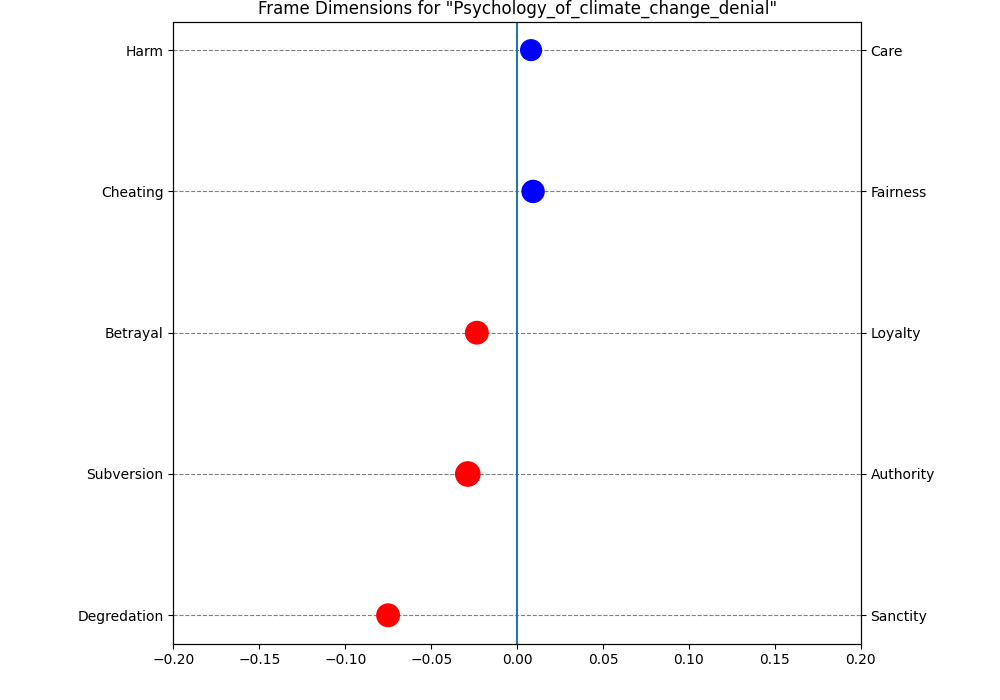 Frame Dimensions for "Psychology_of_climate_change_denial"
Harm
Care
Cheating
Fairness
Betrayal
Loyalty
Subversion
Authority
Degredation
Sanctity
−0.20 −0.15 −0.10 −0.05 0.00 0.05 0.10 0.15 0.20